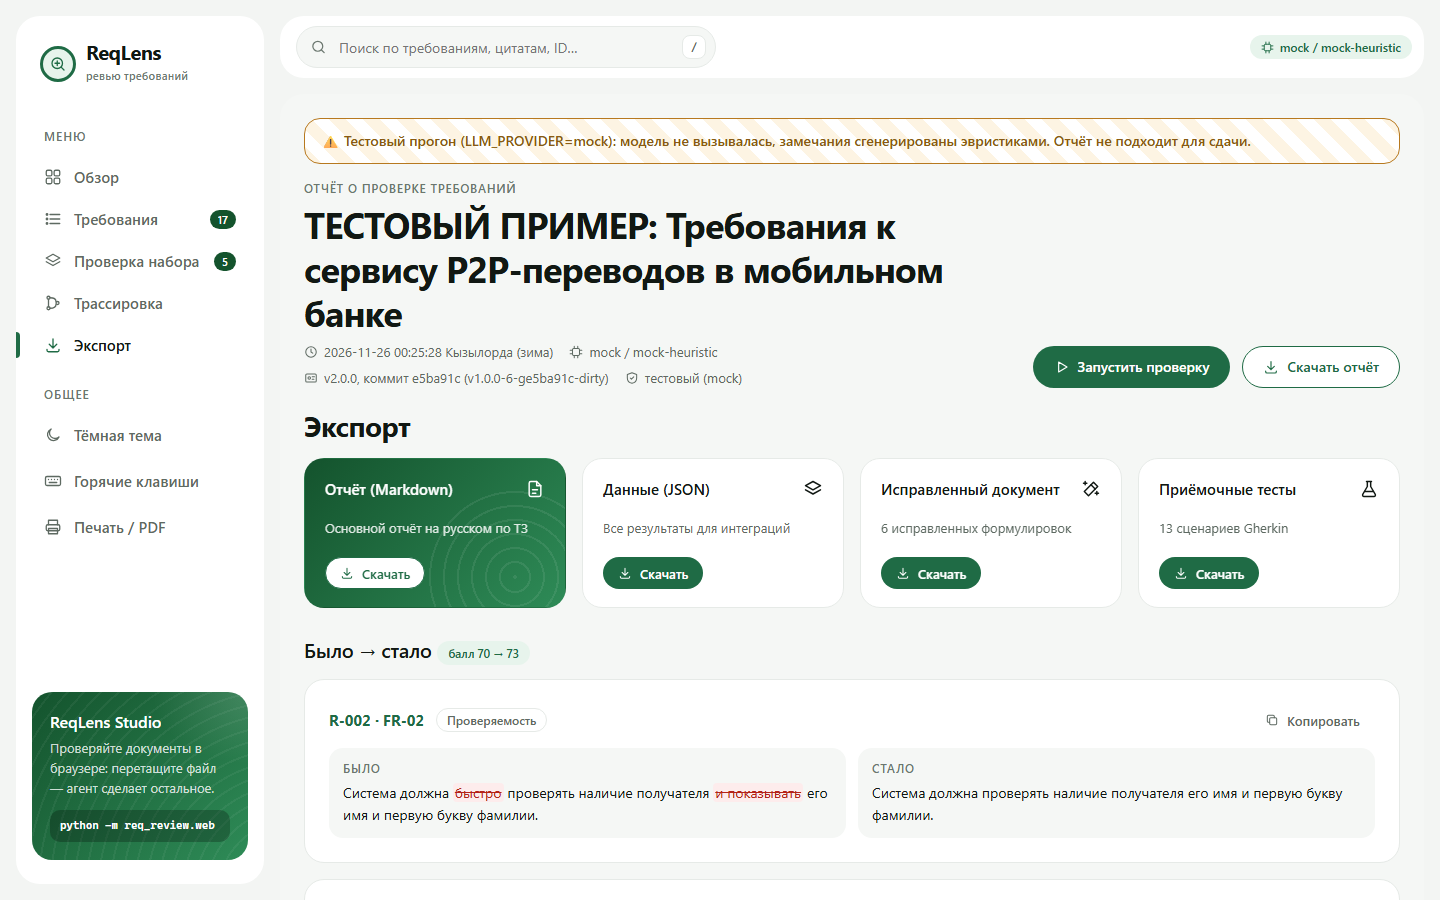 ReqLens
ревью требований
МЕНЮ
Обзор
Требования 17
Проверка набора 5
Трассировка
Экспорт
ОБЩЕЕ
Тёмная тема
Горячие клавиши
Печать / PDF
ReqLens Studio
Проверяйте документы в
браузере: перетащите файл
— агент сделает остальное.
python -m req_review.web
Поиск по требованиям, цитатам, ID... /
mock / mock-heuristic
Тестовый прогон (LLM_PROVIDER=mock): модель не вызывалась, замечания сгенерированы эвристиками. Отчёт не подходит для сдачи.
ОТЧЁТ О ПРОВЕРКЕ ТРЕБОВАНИЙ
ТЕСТОВЫЙ ПРИМЕР: Требования к
сервису P2P-переводов в мобильном
банке
2026-11-26 00:25:28 Кызылорда (зима) mock / mock-heuristic
v2.0.0, коммит e5ba91c (v1.0.0-6-ge5ba91c-dirty) тестовый (mock)
Запустить проверку
Скачать отчёт
Экспорт
Отчёт (Markdown)
Основной отчёт на русском по ТЗ
Скачать
Данные (JSON)
Все результаты для интеграций
Скачать
Исправленный документ
6 исправленных формулировок
Скачать
Приёмочные тесты
13 сценариев Gherkin
Скачать
Было → стало балл 70 → 73
R-002 · FR-02 Проверяемость Копировать
БЫЛО
Система должна быстро проверять наличие получателя и показывать его
имя и первую букву фамилии.
СТАЛО
Система должна проверять наличие получателя его имя и первую букву
фамилии.